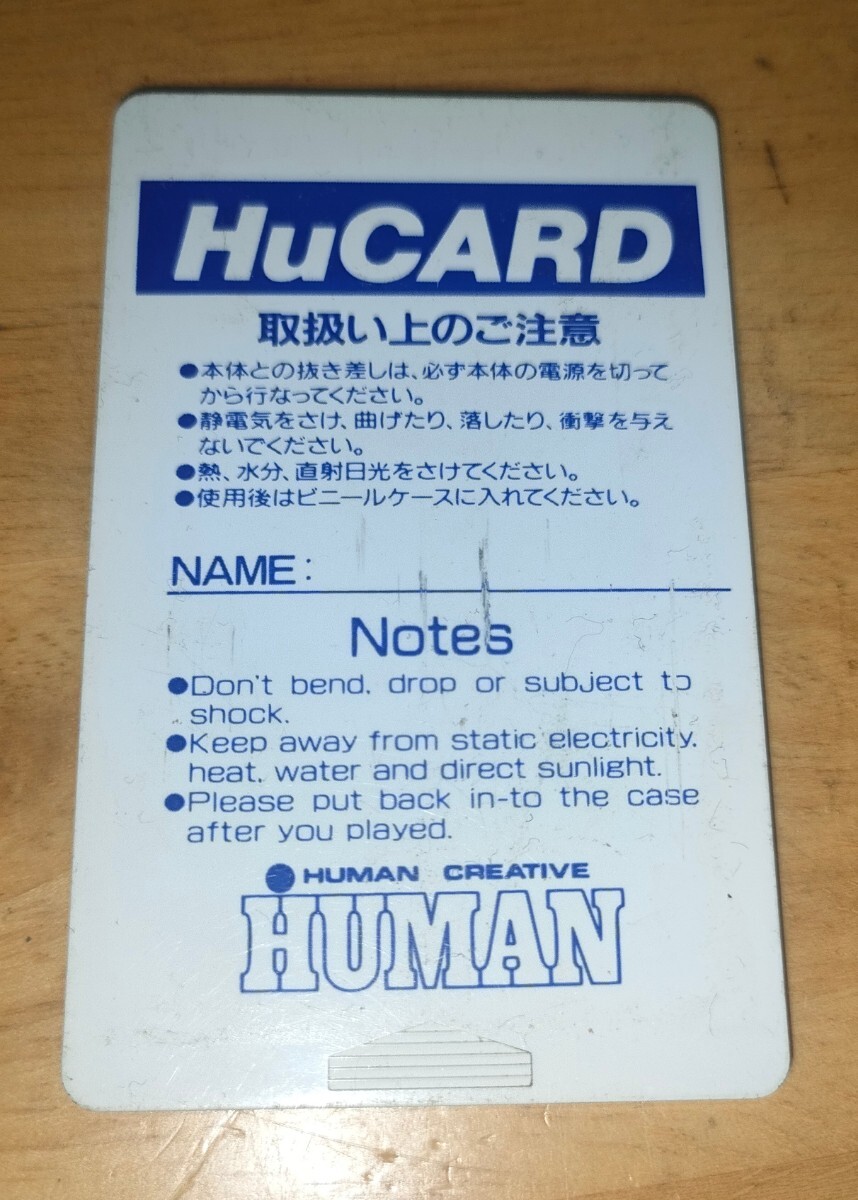 HuCARD
取扱い上のご注意
●本体との抜き差しは、必ず本体の電源を切って
から行なってください。
●静電気をさけ、曲げたり、落したり、衝撃を与え
ないでください。
●熱、水分、直射日光をさけてください。
●使用後はビニールケースに入れてください。
NAME:
Notes
●Don't bend, drop or subject to
shock.
●Keep away from static electricity,
heat, water and direct sunlight.
●Please put back in-to the case
after you played.
HUMAN CREATIVE
HUMAN